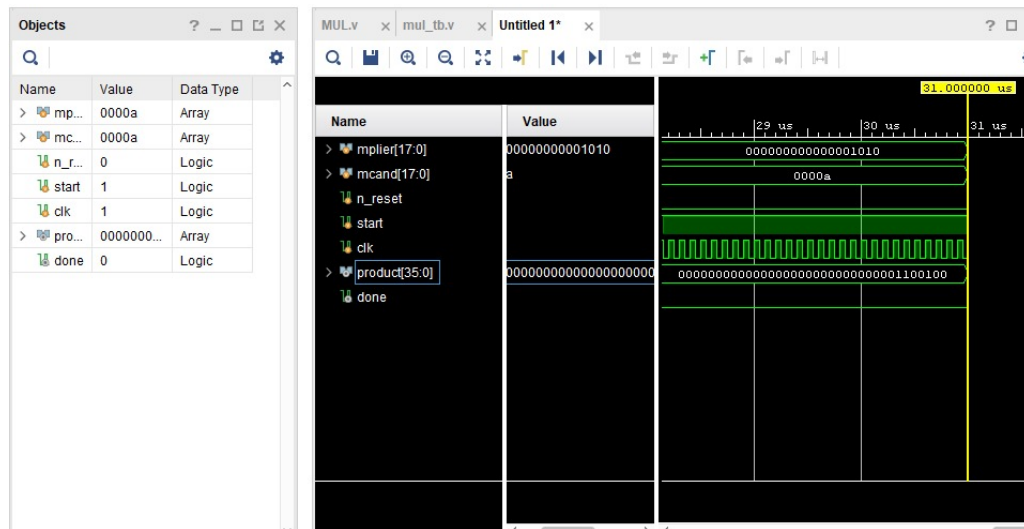 Objects
? _
Name Value Data Type
> mp... 0000a Array
> mc... 0000a Array
n_r... 0 Logic
start 1 Logic
clk 1 Logic
> pro... 0000000... Array
done 0 Logic
MUL.v × mul_tb.v × Untitled 1* ×
?
Name Value
> mplier[17:0] 00000000001010
> mcand[17:0] a
n_reset
start
clk
> product[35:0] 00000000000000000000
done
31.000000 us
29 us 30 us 31 us
000000000000001010
0000a
000000000000000000000000000001100100